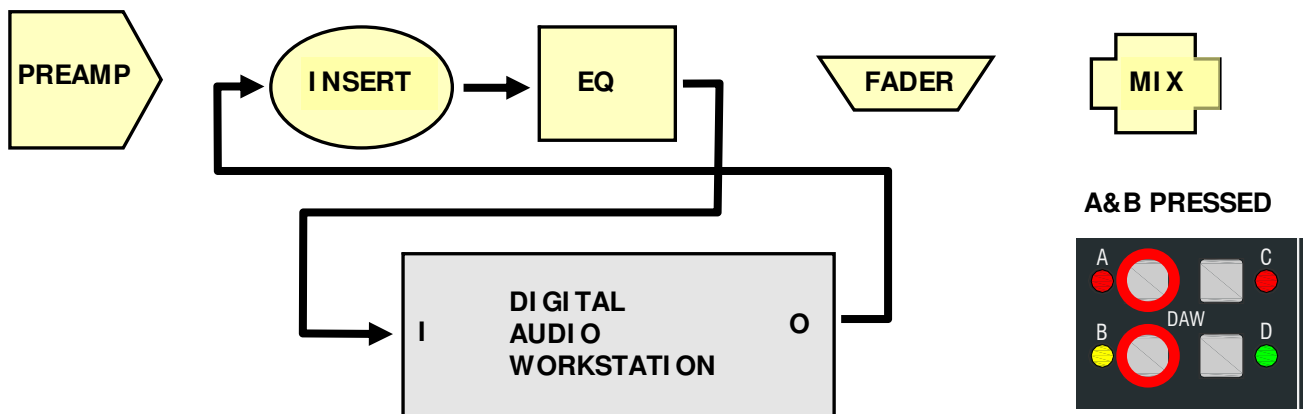 PREAMP
INSERT
EQ
FADER
MIX
A&B PRESSED
A
C
DAW
B
D
I
DIGITAL
AUDIO
WORKSTATION
O